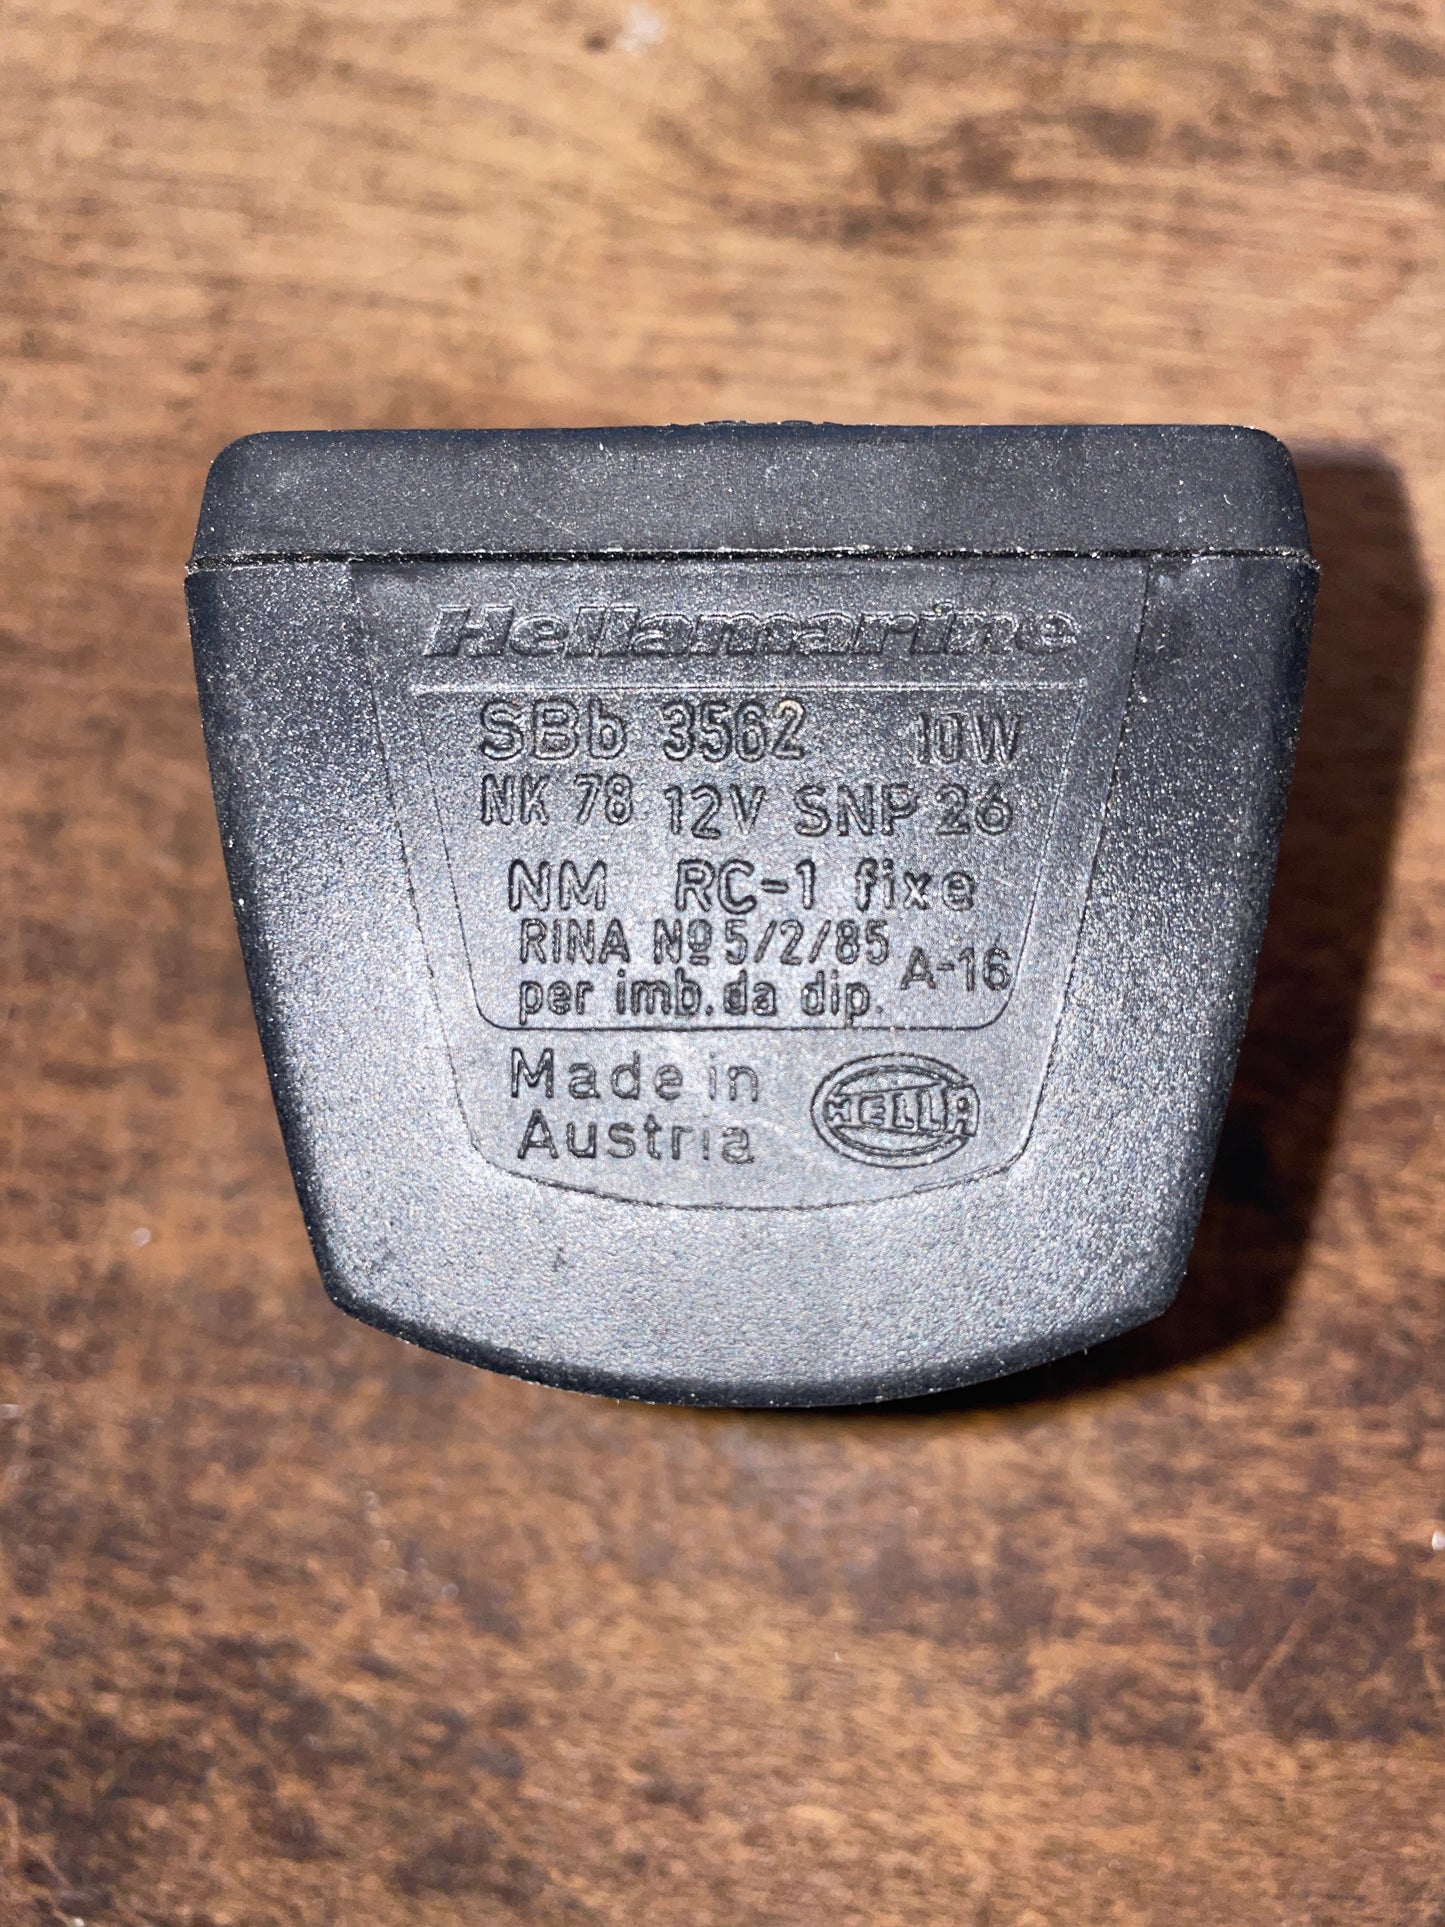 Hellamarine
SBb 3562 10W
NK 78 12V SNP 26
NM RC-1 fixe
RINA Nº 5/2/85 A-16
per imb. da dip.
Made in
Austria
HELLA